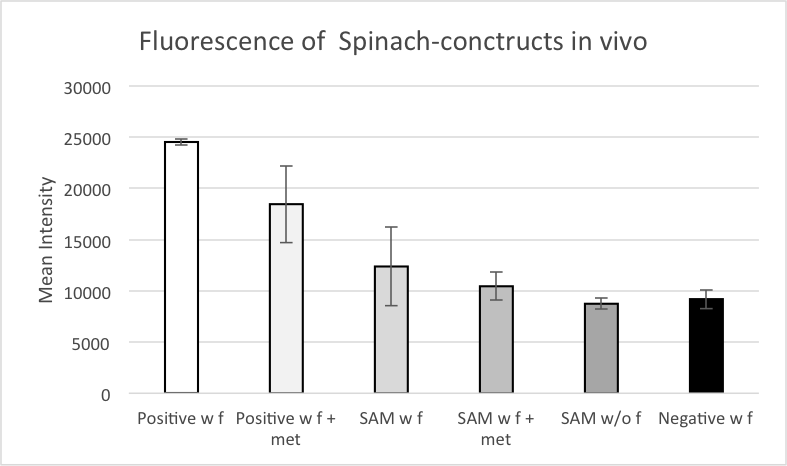 Fluorescence of Spinach-conctructs in vivo
Mean Intensity
30000
25000
20000
15000
10000
5000
0
Positive w f
Positive w f +
met
SAM w f
SAM w f +
met
SAM w/o f
Negative w f